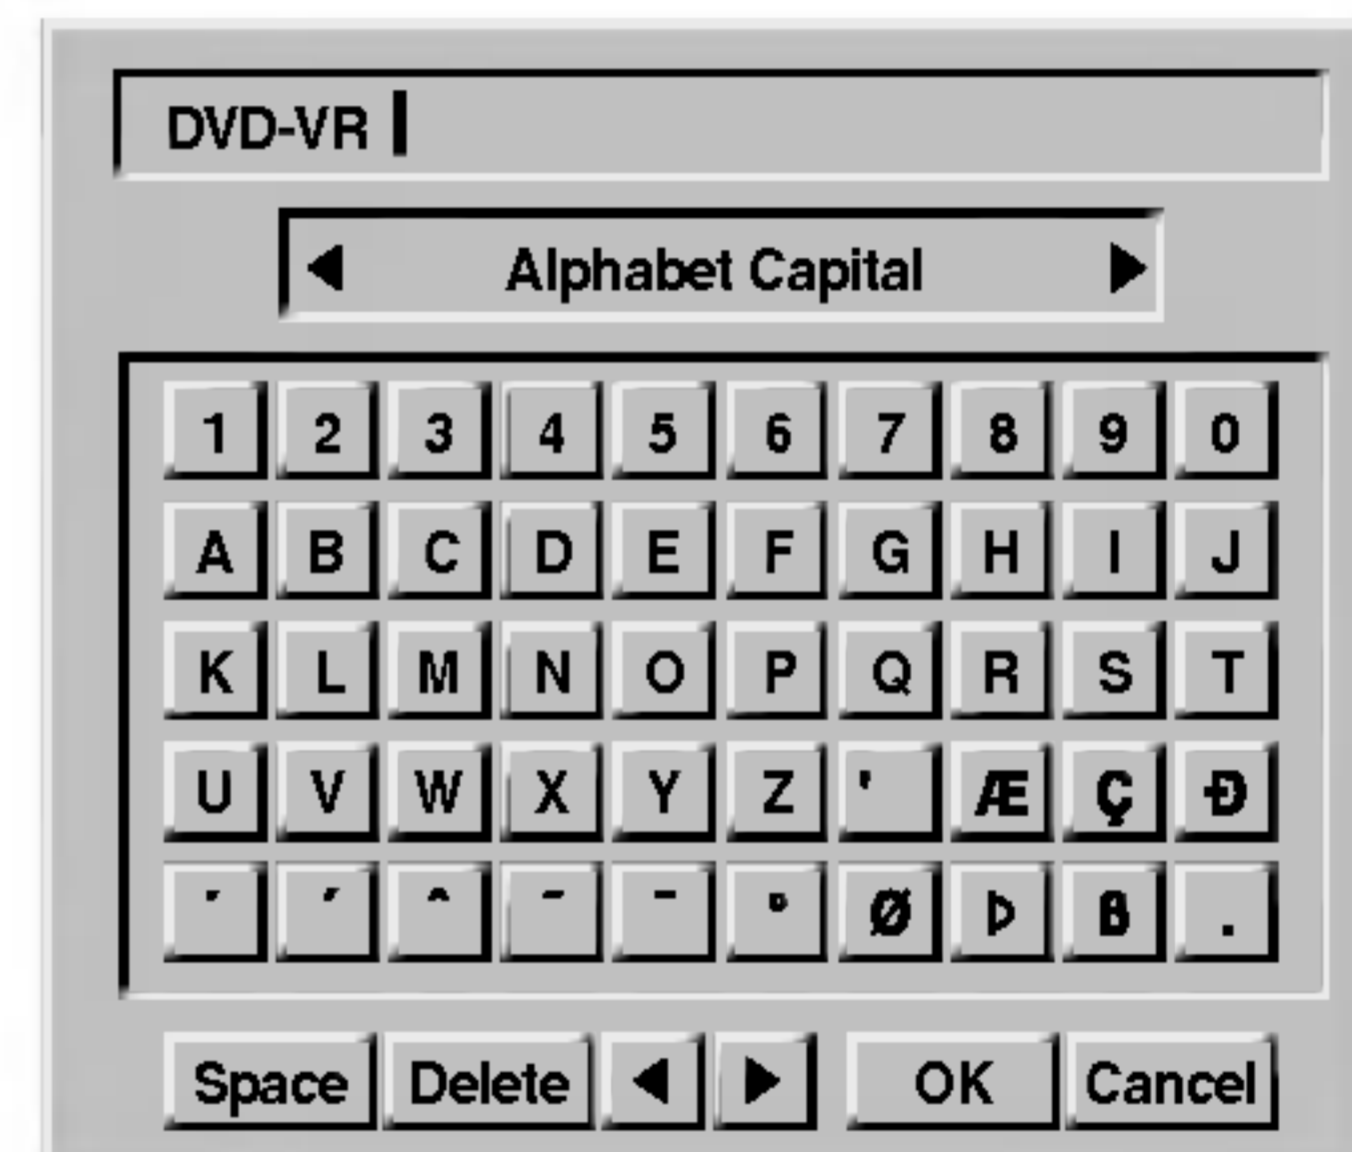 DVD-VR
◀ Alphabet Capital ▶
1 2 3 4 5 6 7 8 9 0
A B C D E F G H I J
K L M N O P Q R S T
U V W X Y Z ' Æ Ç Ð
ˊ ˊ ^ ˜ ¯ ° Ø Þ ß .
Space Delete ◀ ▶ OK Cancel